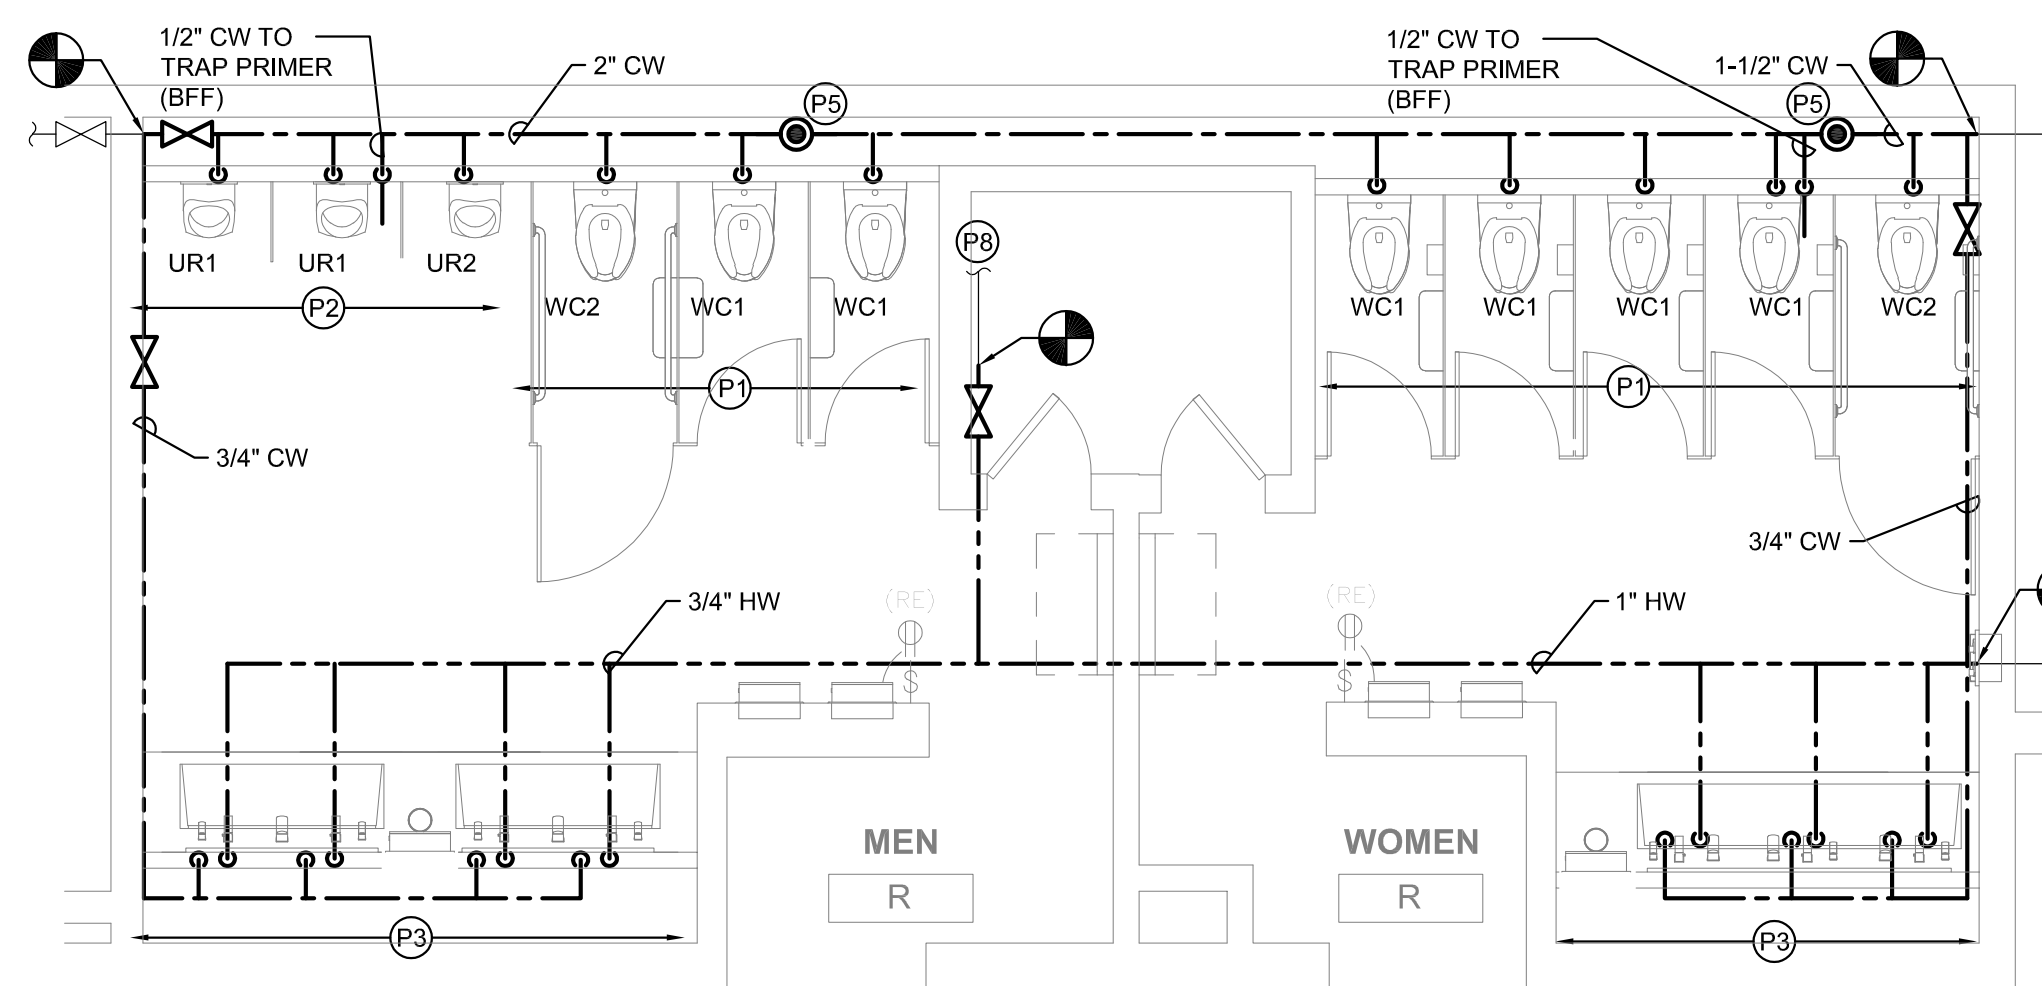 1/2" CW TO
TRAP PRIMER
(BFF)
2" CW
P5
1/2" CW TO
TRAP PRIMER
(BFF)
1-1/2" CW
P5
UR1
UR1
UR2
P8
P2
WC2
WC1
WC1
WC1
WC1
WC1
WC1
WC2
P1
P1
3/4" CW
3/4" CW
3/4" HW
(RE)
(RE)
1" HW
S
S
MEN
WOMEN
R
R
P3
P3